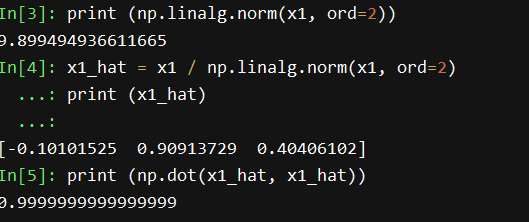 In[3]: print (np.linalg.norm(x1, ord=2))
9.899494936611665
In[4]: x1_hat = x1 / np.linalg.norm(x1, ord=2)
...: print (x1_hat)
...:
[-0.10101525  0.90913729  0.40406102]
In[5]: print (np.dot(x1_hat, x1_hat))
0.9999999999999999